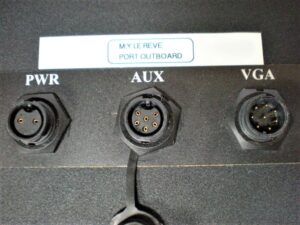 M.Y LE REVE
PORT OUTBOARD
PWR AUX VGA